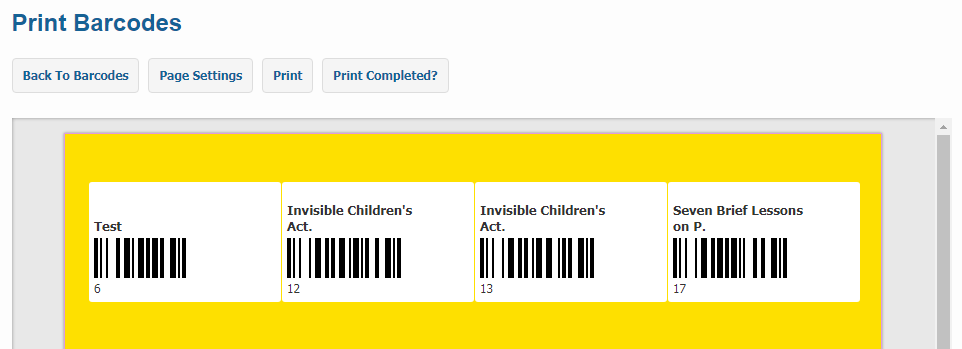 Print Barcodes
Back To Barcodes
Page Settings
Print
Print Completed?
Test
6
Invisible Children's
Act.
12
Invisible Children's
Act.
13
Seven Brief Lessons
on P.
17